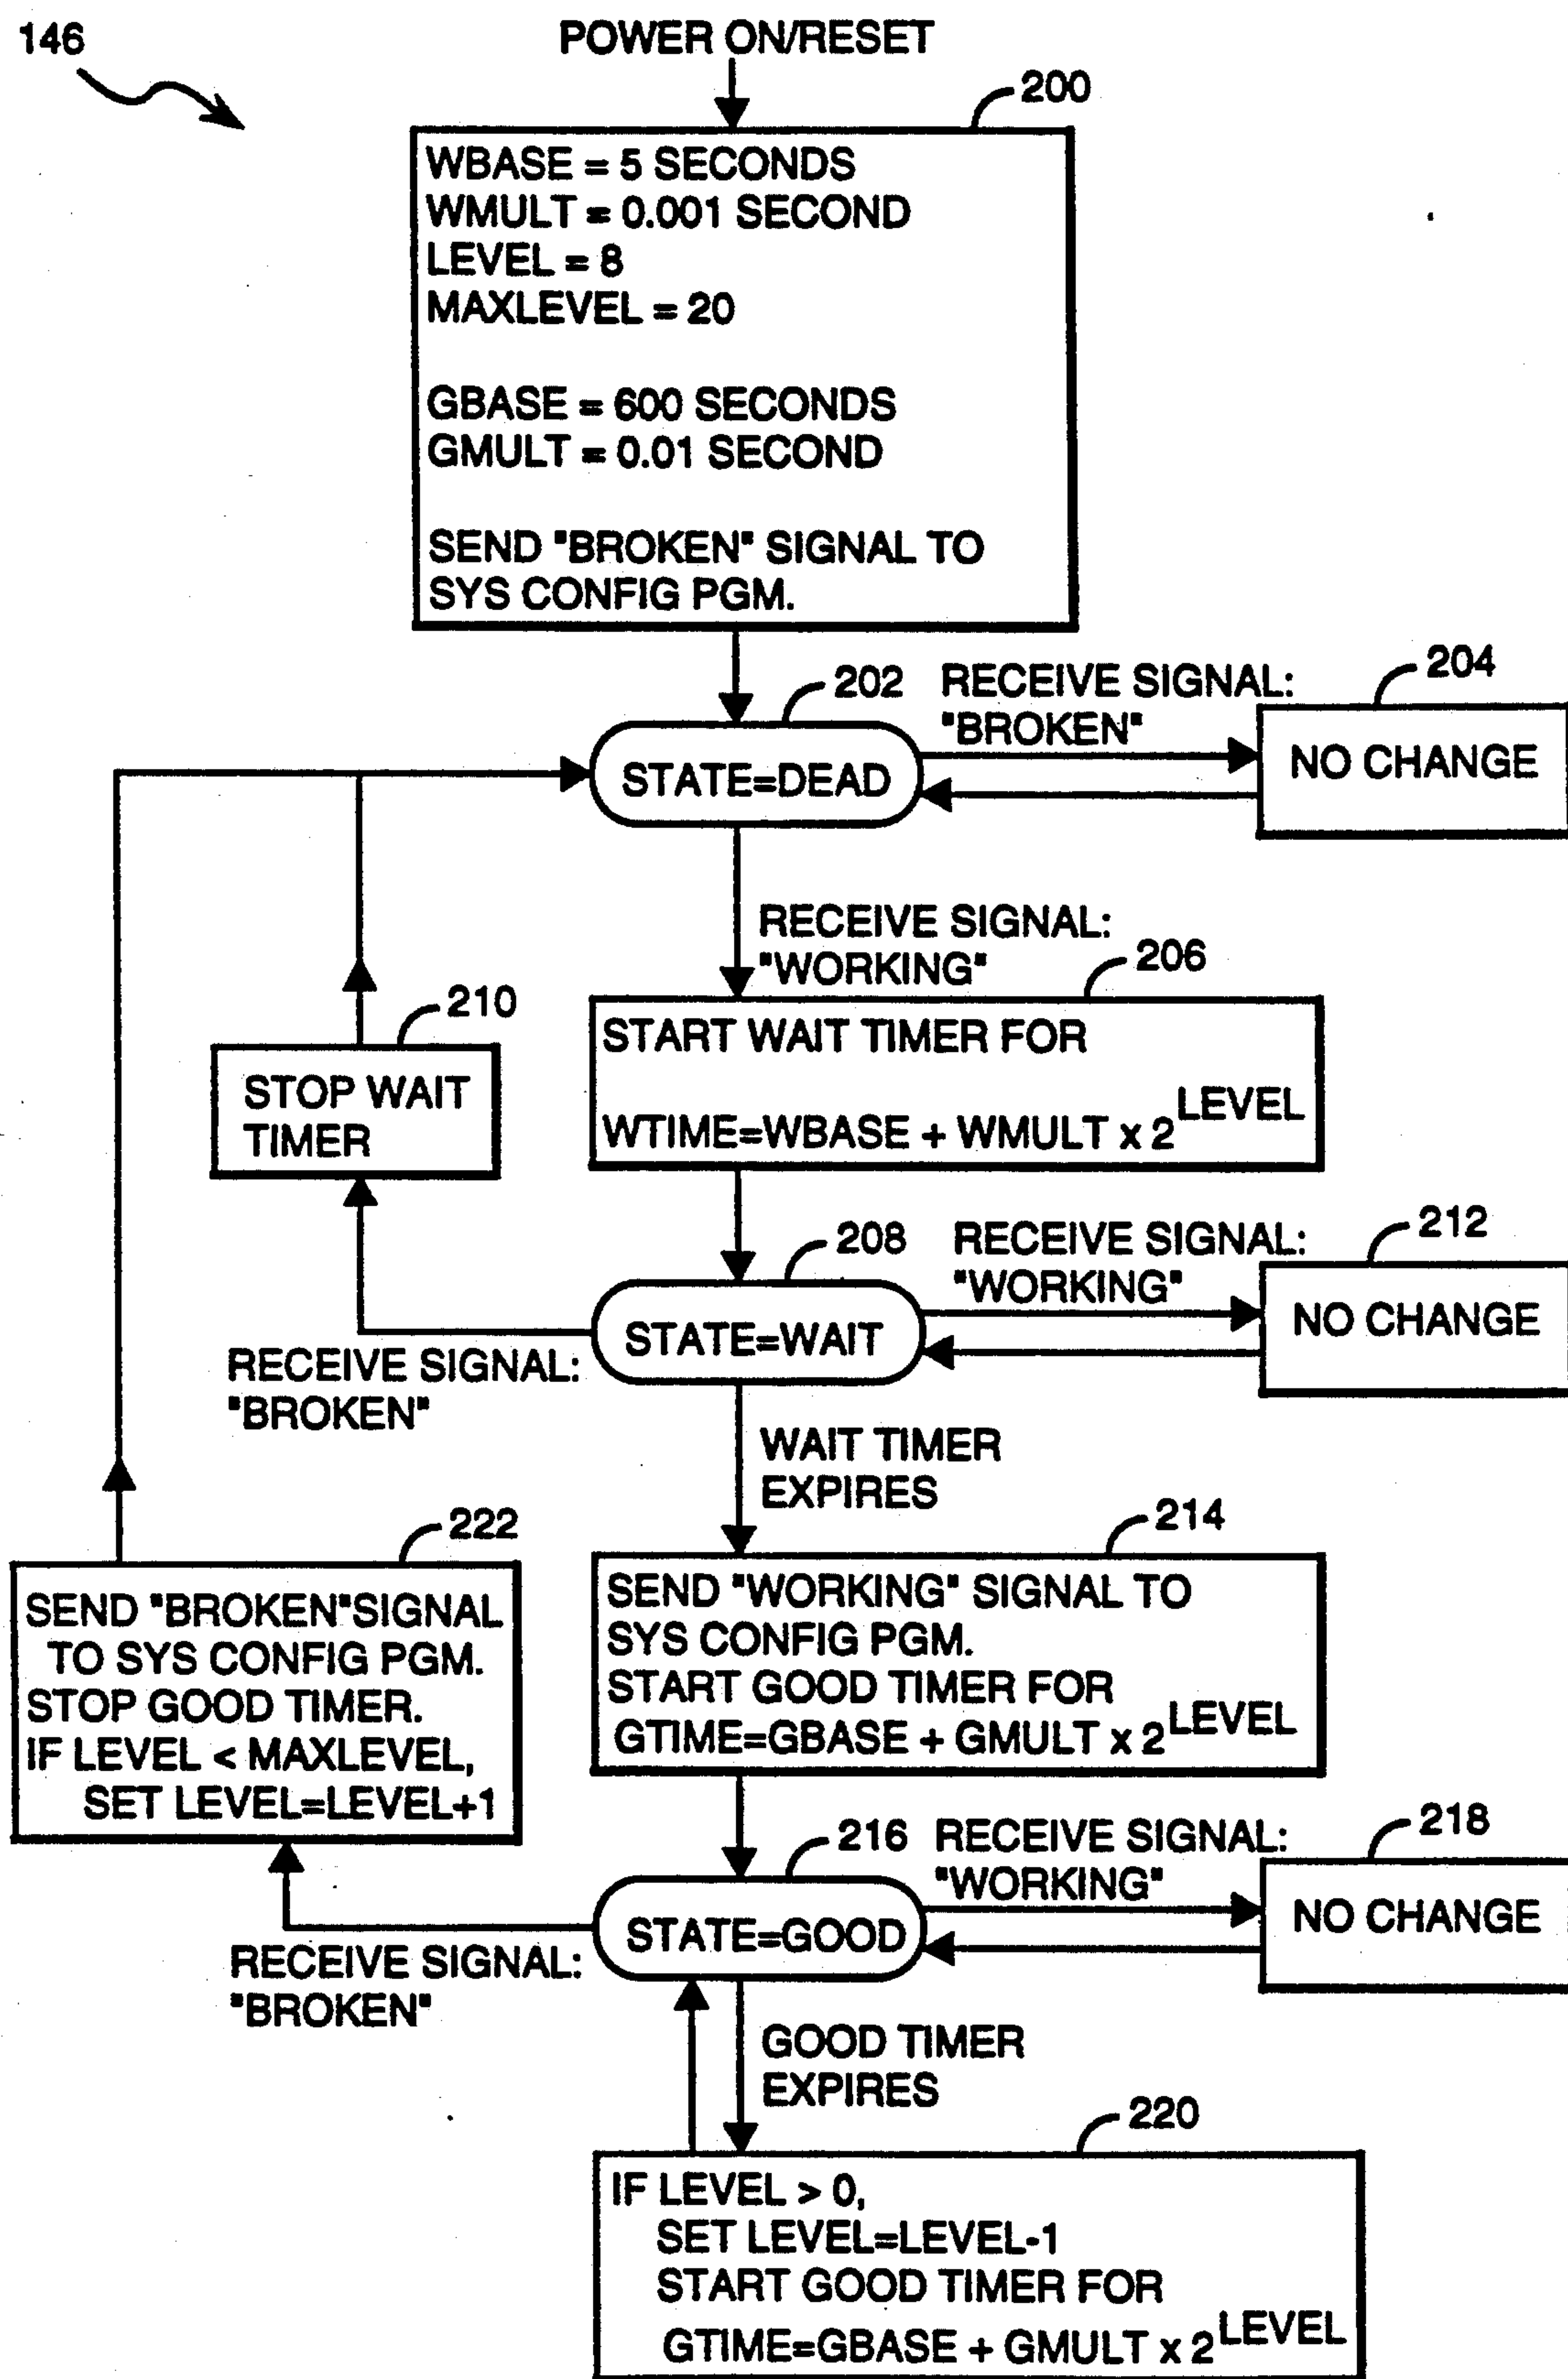 146
POWER ON/RESET
200
WBASE = 5 SECONDS
WMULT = 0.001 SECOND
LEVEL = 8
MAXLEVEL = 20
GBASE = 600 SECONDS
GMULT = 0.01 SECOND
SEND "BROKEN" SIGNAL TO
SYS CONFIG PGM.
202
RECEIVE SIGNAL:
"BROKEN"
204
STATE=DEAD
NO CHANGE
RECEIVE SIGNAL:
"WORKING"
206
START WAIT TIMER FOR
WTIME=WBASE + WMULT x 2^LEVEL
210
STOP WAIT
TIMER
208
RECEIVE SIGNAL:
"WORKING"
212
STATE=WAIT
NO CHANGE
RECEIVE SIGNAL:
"BROKEN"
WAIT TIMER
EXPIRES
214
SEND "WORKING" SIGNAL TO
SYS CONFIG PGM.
START GOOD TIMER FOR
GTIME=GBASE + GMULT x 2^LEVEL
222
SEND "BROKEN"SIGNAL
TO SYS CONFIG PGM.
STOP GOOD TIMER.
IF LEVEL < MAXLEVEL,
SET LEVEL=LEVEL+1
216
RECEIVE SIGNAL:
"WORKING"
218
STATE=GOOD
NO CHANGE
RECEIVE SIGNAL:
"BROKEN"
GOOD TIMER
EXPIRES
220
IF LEVEL > 0,
SET LEVEL=LEVEL-1
START GOOD TIMER FOR
GTIME=GBASE + GMULT x 2^LEVEL